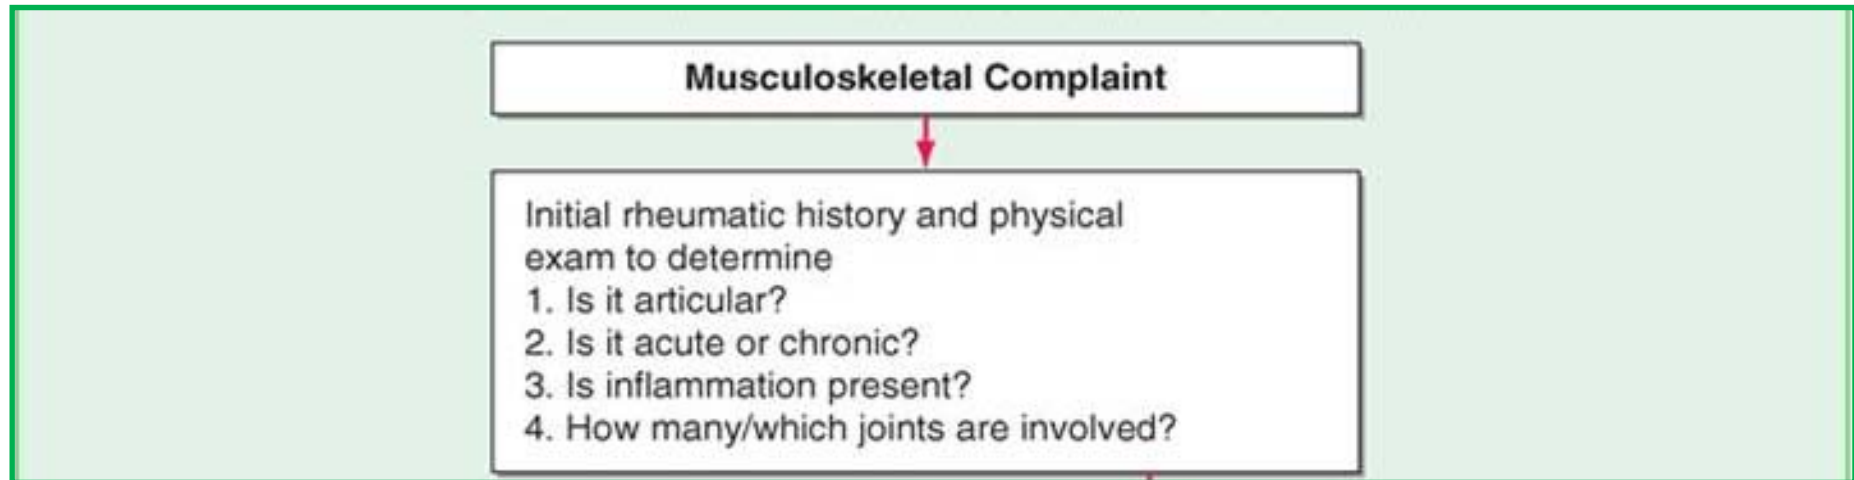 Musculoskeletal Complaint
Initial rheumatic history and physical
exam to determine
1. Is it articular?
2. Is it acute or chronic?
3. Is inflammation present?
4. How many/which joints are involved?